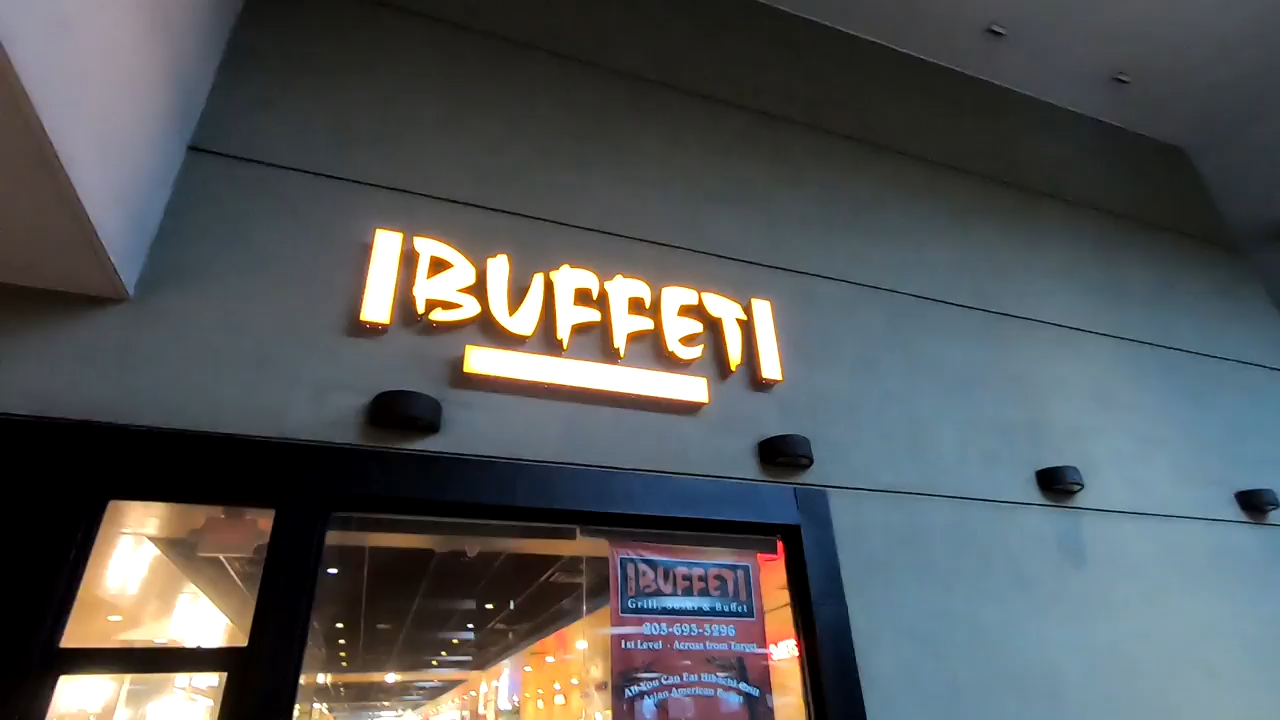 IBUFFETI
IBUFFETI
Grill, Sushi & Buffet
203-693-3296
1st Level · Across from Target
All You Can Eat Hibachi Grill
Asian American Buffet